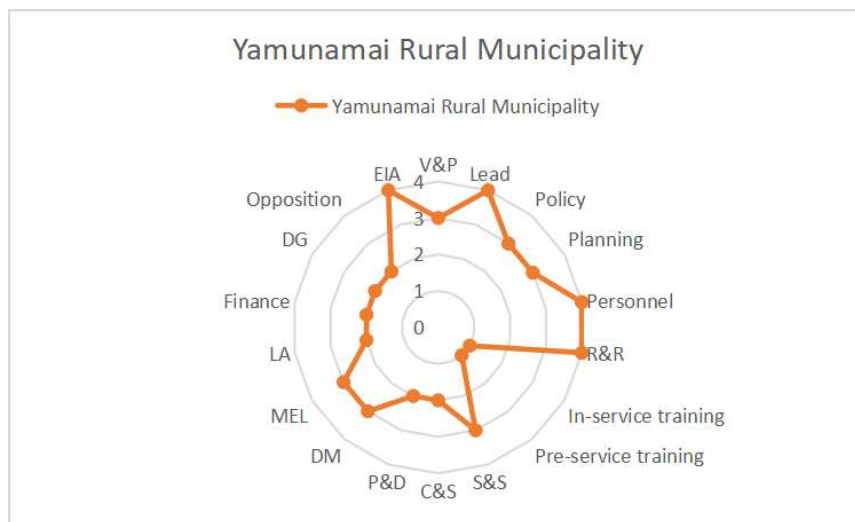 Yamunamai Rural Municipality
Yamunamai Rural Municipality
V&P
Lead
Policy
Planning
Personnel
R&R
In-service training
Pre-service training
S&S
C&S
P&D
DM
MEL
LA
Finance
DG
Opposition
EIA
4
3
2
1
0